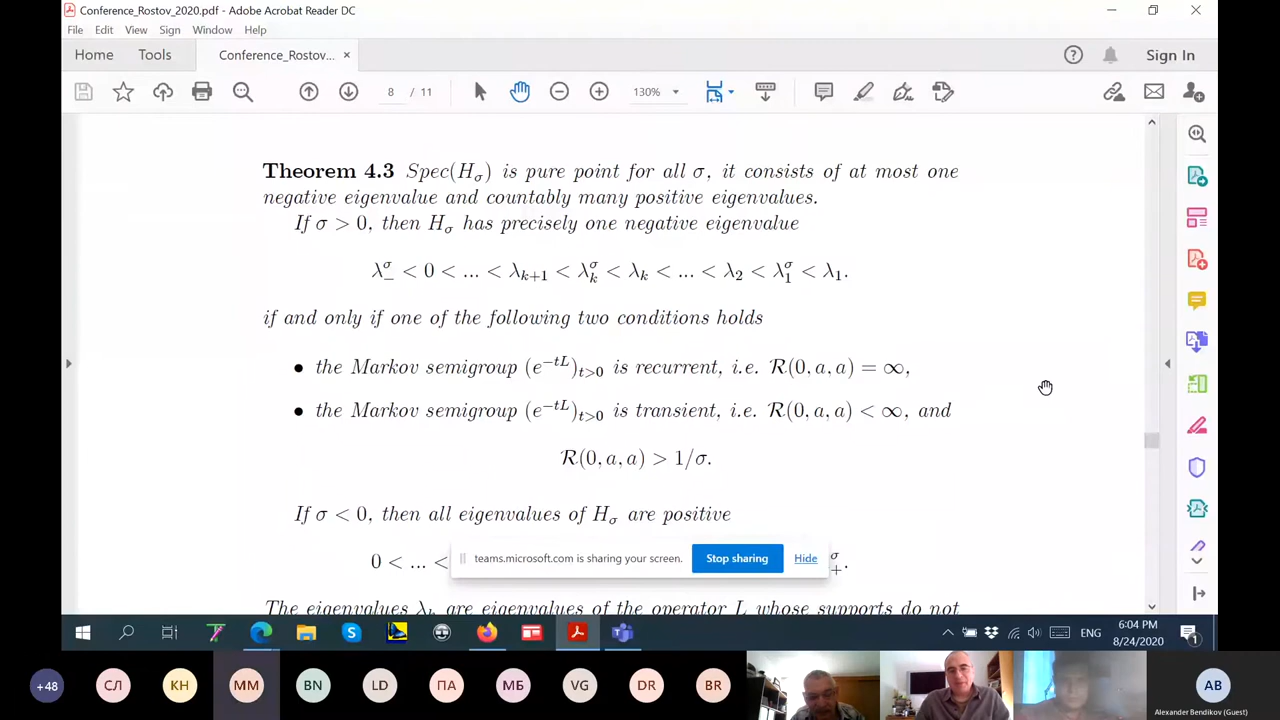 Conference_Rostov_2020.pdf - Adobe Acrobat Reader DC
File Edit View Sign Window Help
Home Tools Conference_Rostov... × Sign In
8 / 11 130%
Theorem 4.3 Spec(H_σ) is pure point for all σ, it consists of at most one
negative eigenvalue and countably many positive eigenvalues.
If σ > 0, then H_σ has precisely one negative eigenvalue
λ_−^σ < 0 < ... < λ_{k+1} < λ_k^σ < λ_k < ... < λ_2 < λ_1^σ < λ_1.
if and only if one of the following two conditions holds
• the Markov semigroup (e^{−tL})_{t>0} is recurrent, i.e. R(0, a, a) = ∞,
• the Markov semigroup (e^{−tL})_{t>0} is transient, i.e. R(0, a, a) < ∞, and
R(0, a, a) > 1/σ.
If σ < 0, then all eigenvalues of H_σ are positive
0 < ... < σ_+.
teams.microsoft.com is sharing your screen. Stop sharing Hide
The eigenvalues λ_k are eigenvalues of the operator L whose supports do not
ENG
6:04 PM
8/24/2020
1
+48 СЛ КН ММ BN LD ПА МБ VG DR BR AB
Alexander Bendikov (Guest)